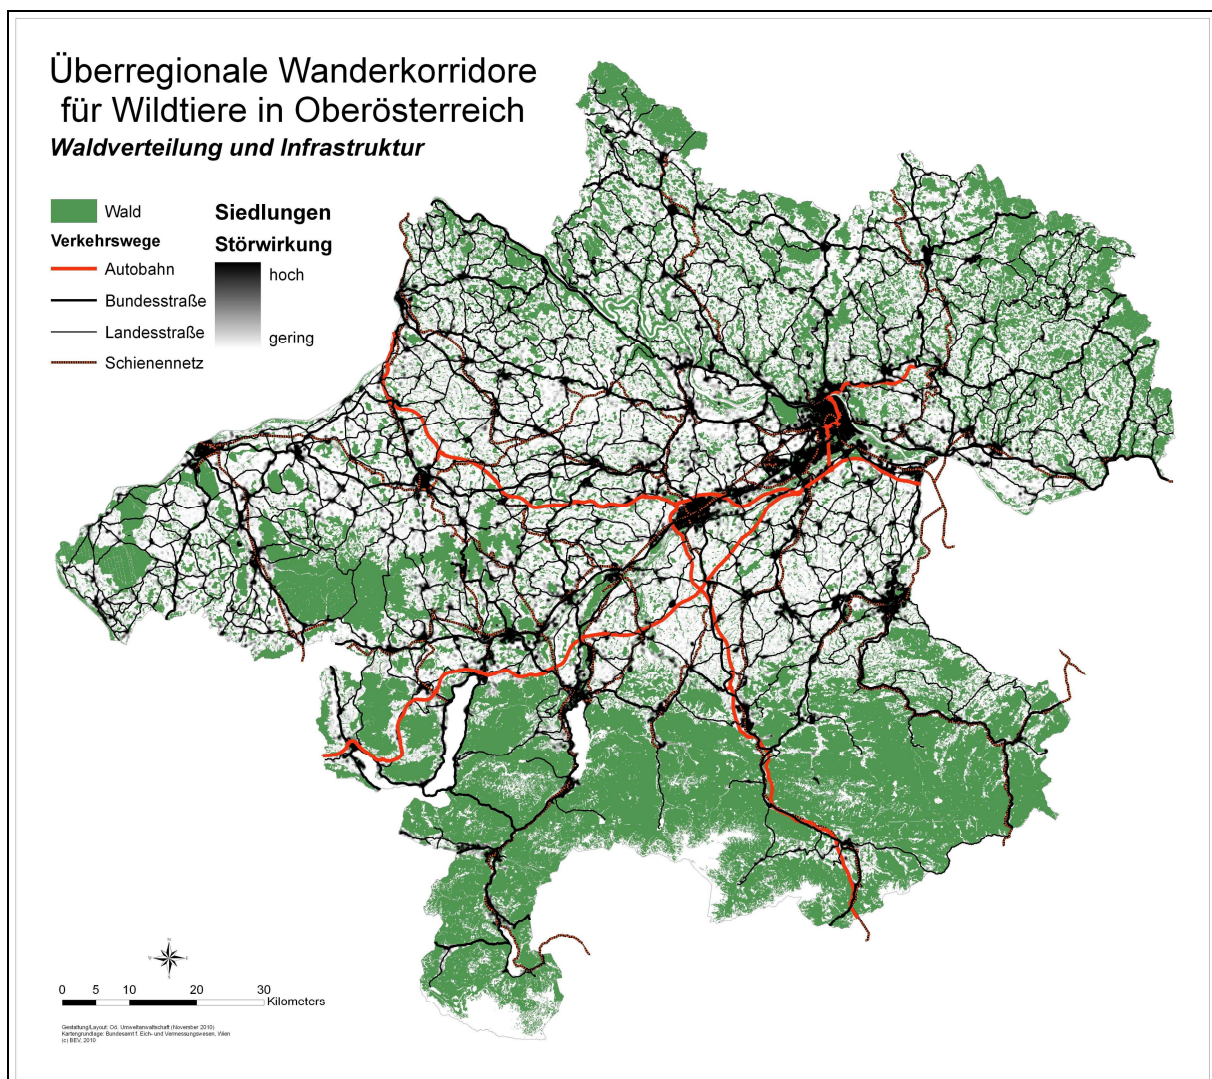 Überregionale Wanderkorridore
für Wildtiere in Oberösterreich
Waldverteilung und Infrastruktur
Wald
Verkehrswege
Autobahn
Bundesstraße
Landesstraße
Schienennetz
Siedlungen
Störwirkung
hoch
gering
0 5 10 20 30
Kilometers
Gestaltung/Layout: Oö. Umweltanwaltschaft (November 2010)
Kartengrundlage: Bundesamt f. Eich- und Vermessungswesen, Wien
(c) BEV, 2010